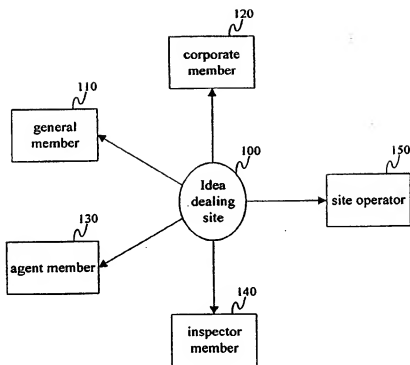 120
corporate
member
110
general
member
100
Idea
dealing
site
150
site operator
130
agent member
140
inspector
member